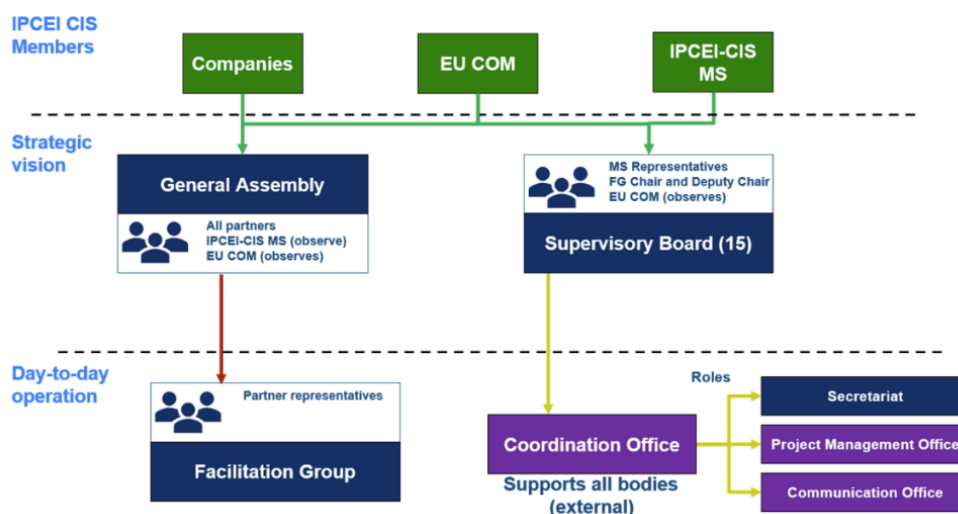 IPCEI CIS
Members
Companies
EU COM
IPCEI-CIS
MS
Strategic
vision
General Assembly
All partners
IPCEI-CIS MS (observe)
EU COM (observes)
MS Representatives
FG Chair and Deputy Chair
EU COM (observes)
Supervisory Board (15)
Day-to-day
operation
Partner representatives
Facilitation Group
Coordination Office
Supports all bodies
(external)
Roles
Secretariat
Project Management Office
Communication Office